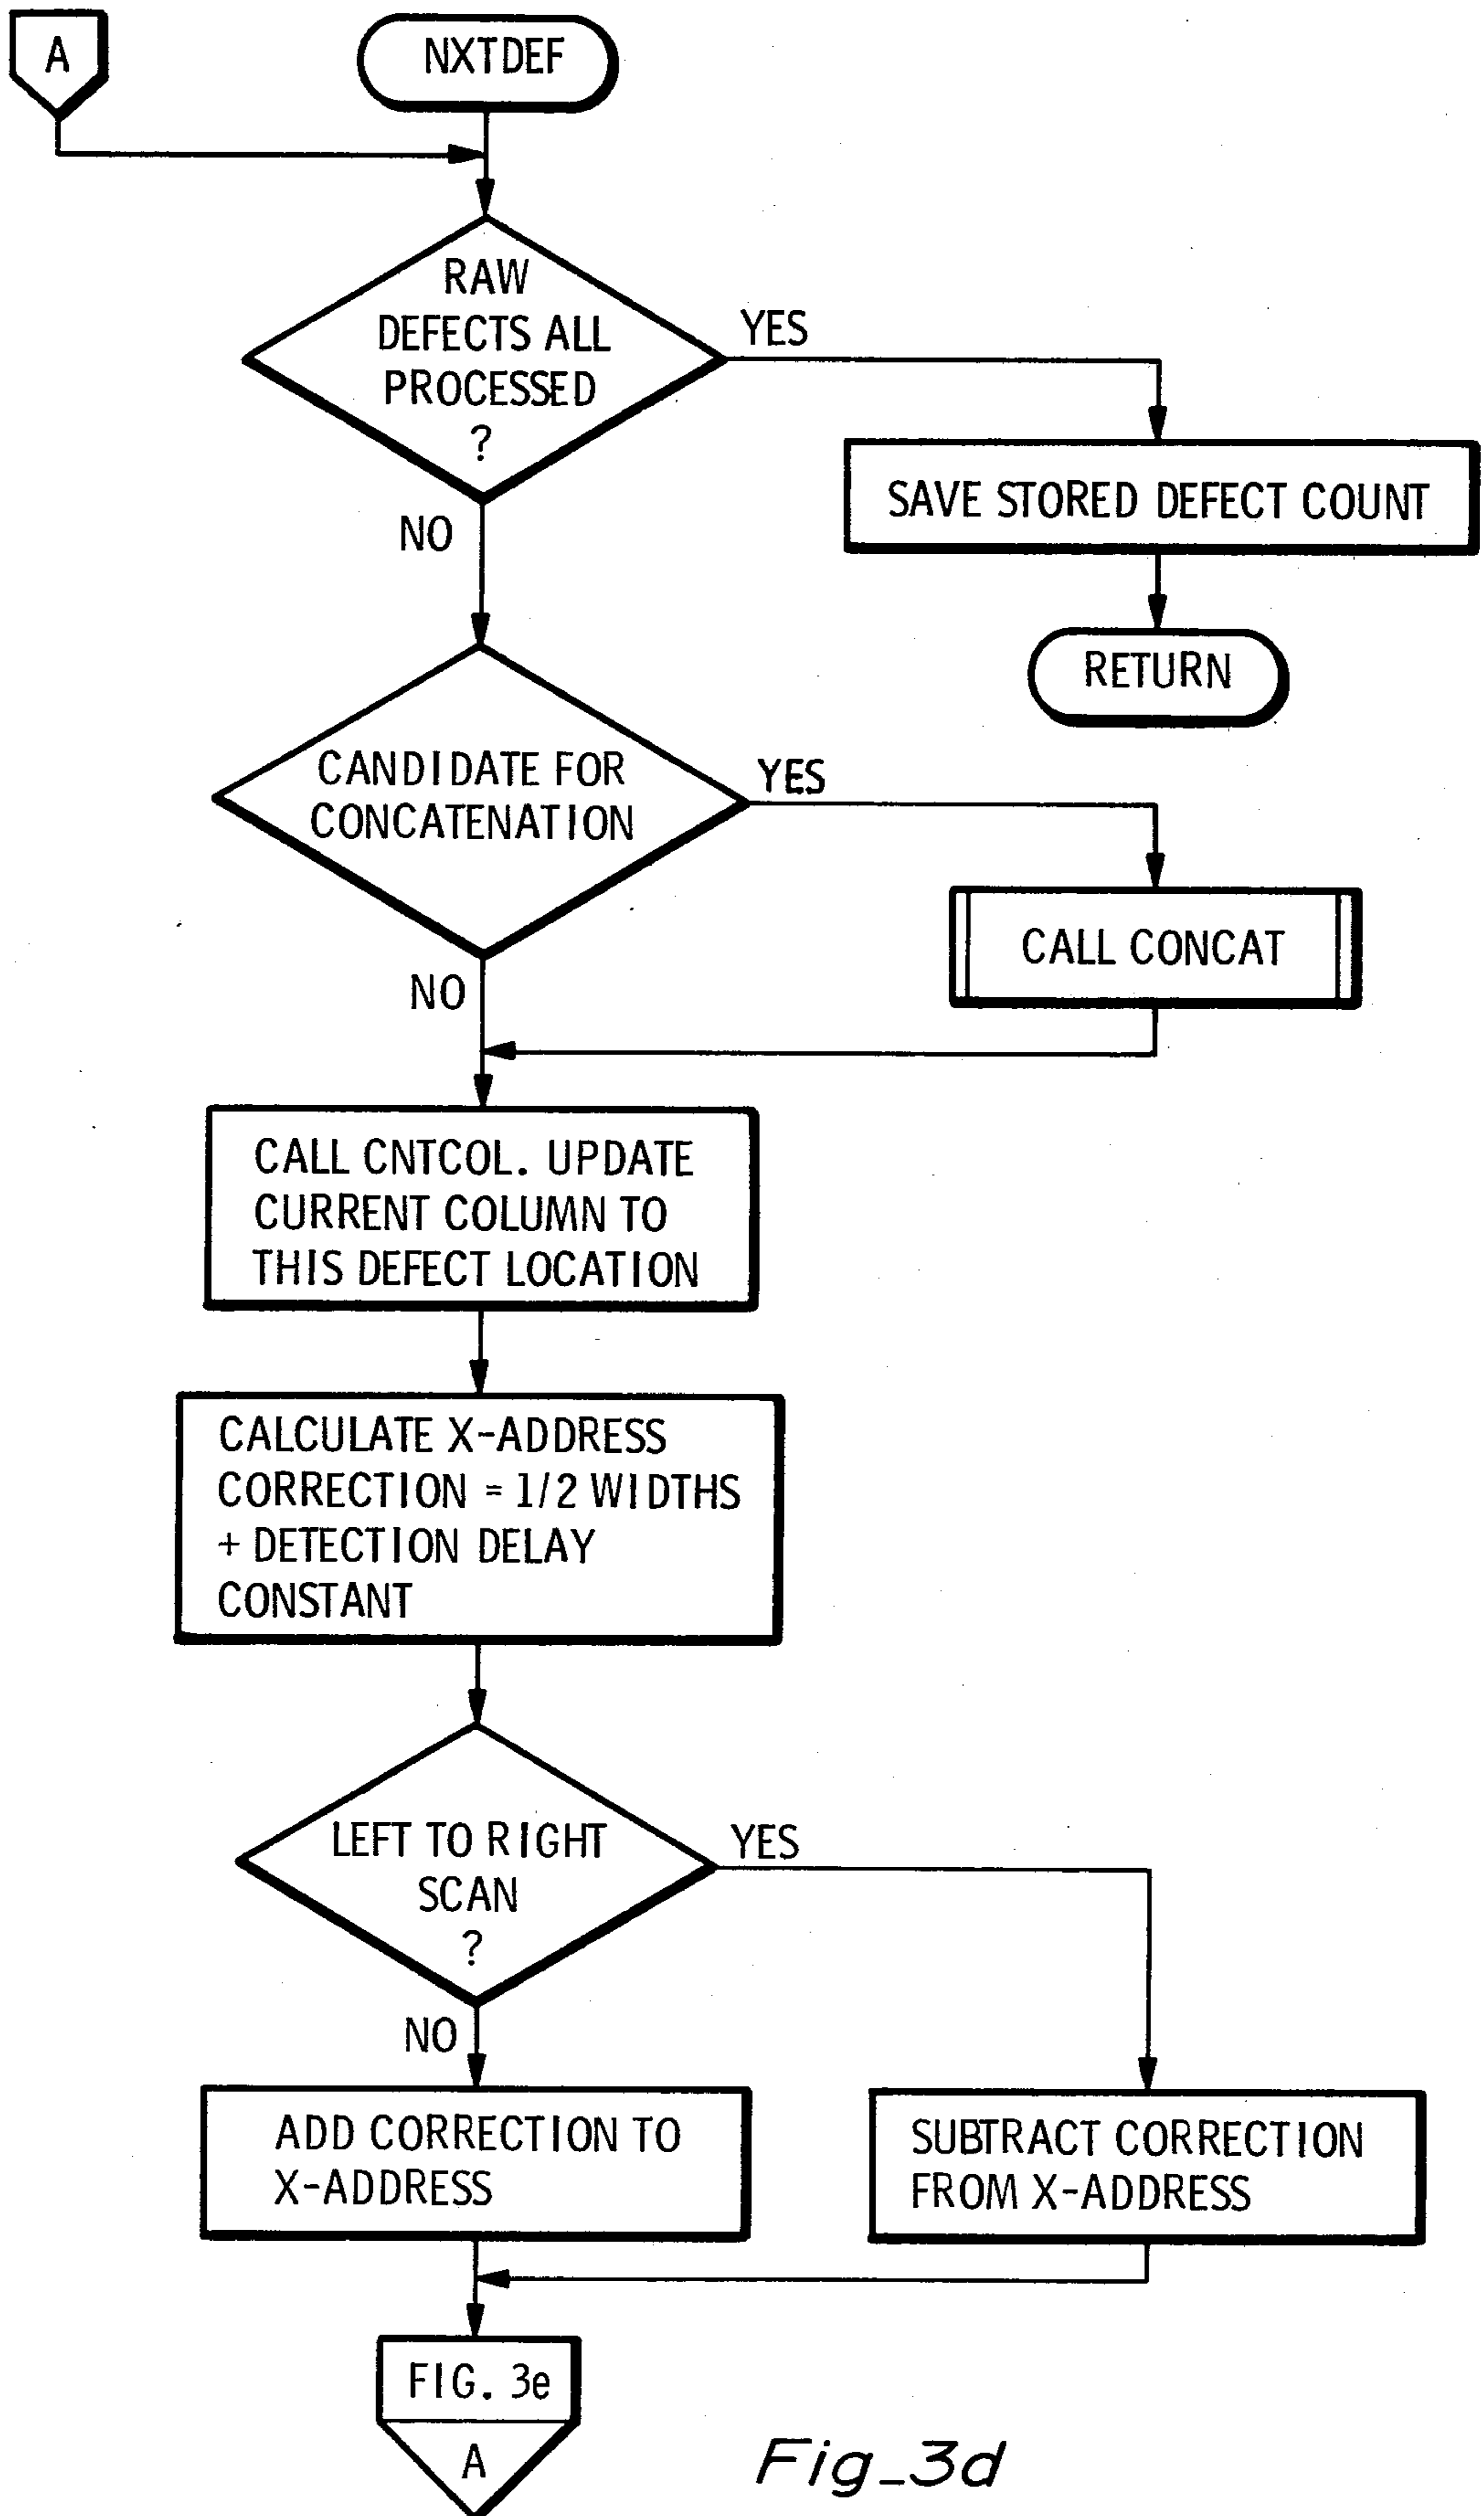 A
NXTDEF
RAW
DEFECTS ALL
PROCESSED
?
YES
SAVE STORED DEFECT COUNT
RETURN
NO
CANDIDATE FOR
CONCATENATION
YES
CALL CONCAT
NO
CALL CNTCOL. UPDATE
CURRENT COLUMN TO
THIS DEFECT LOCATION
CALCULATE X-ADDRESS
CORRECTION = 1/2 WIDTHS
+ DETECTION DELAY
CONSTANT
LEFT TO RIGHT
SCAN
?
YES
NO
ADD CORRECTION TO
X-ADDRESS
SUBTRACT CORRECTION
FROM X-ADDRESS
FIG. 3e
A
Fig_3d